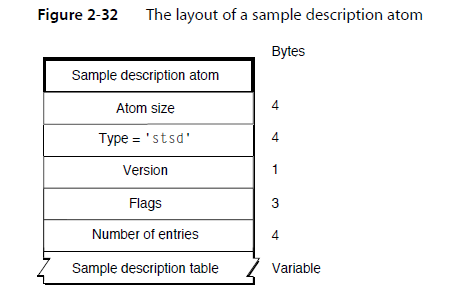 Figure 2-32 The layout of a sample description atom
Bytes
Sample description atom
Atom size 4
Type = 'stsd' 4
Version 1
Flags 3
Number of entries 4
Sample description table Variable